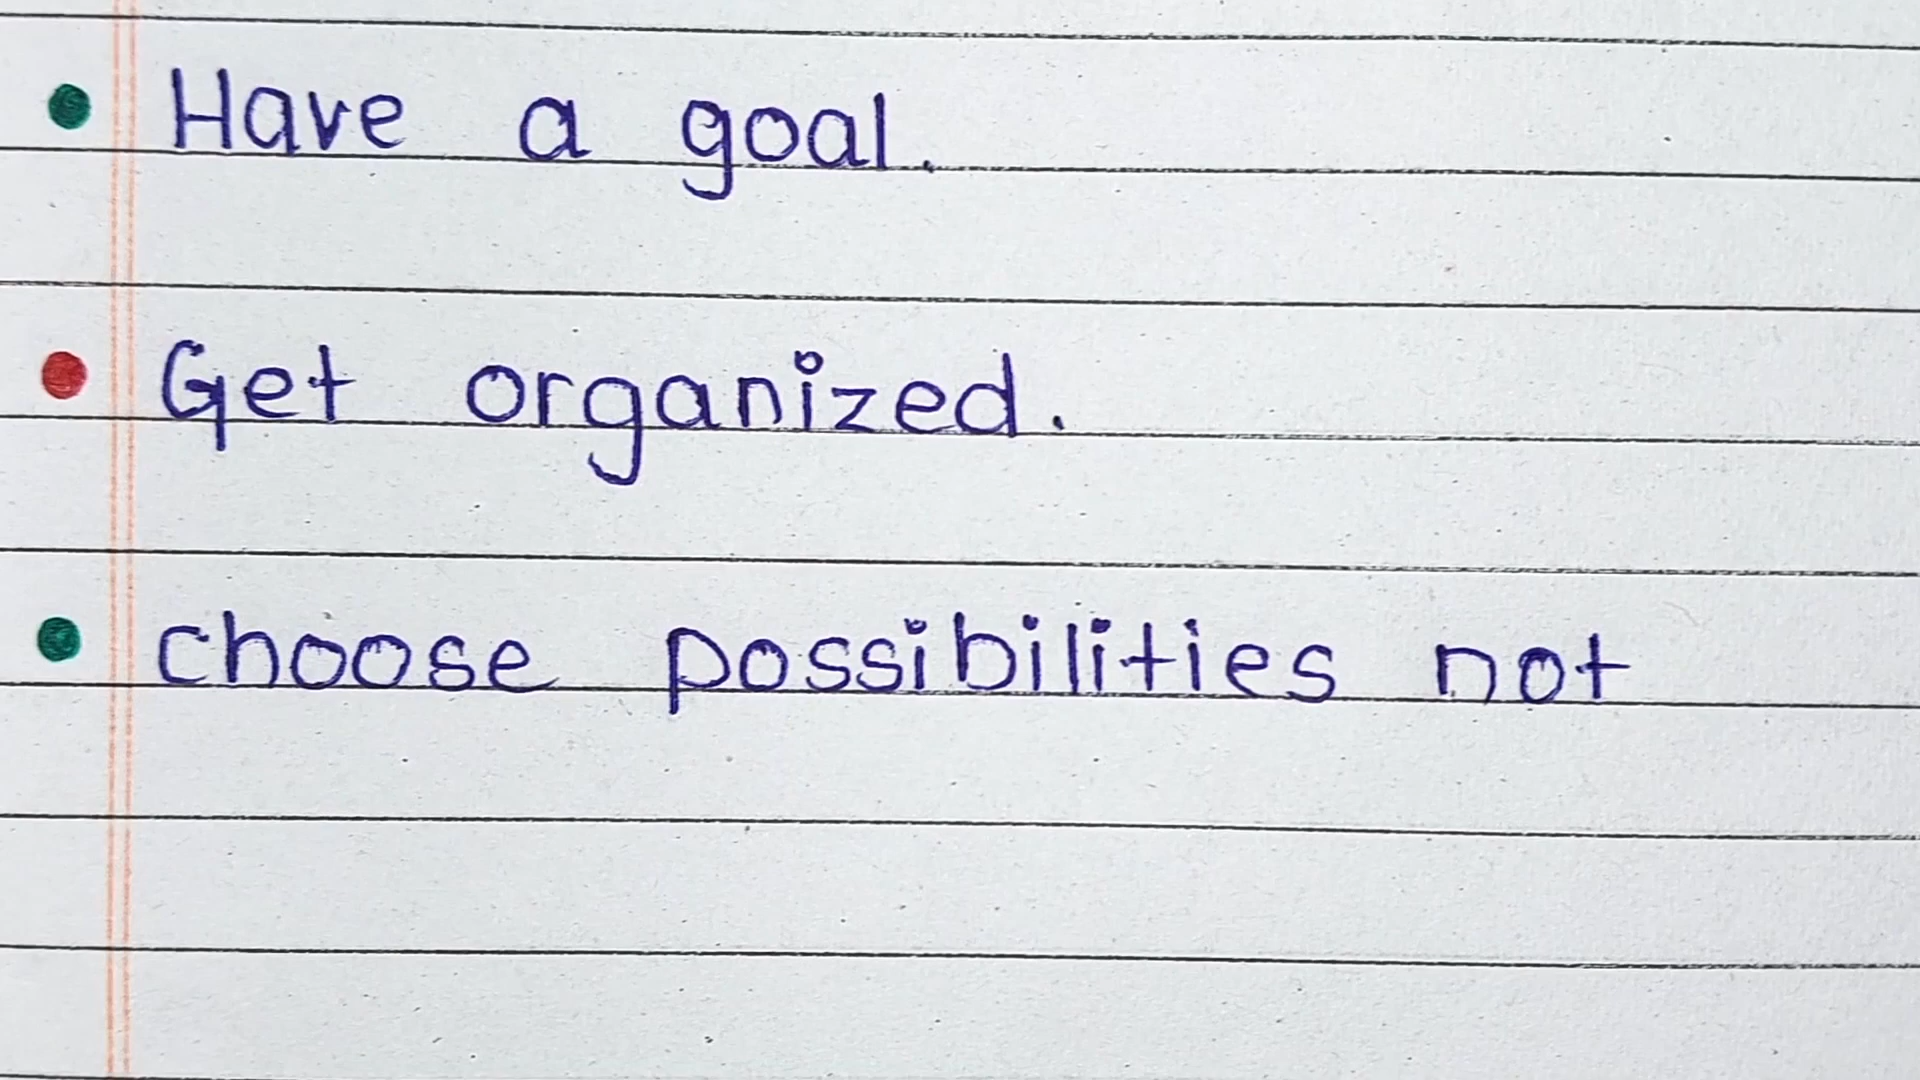 • Have a goal.
• Get organized.
• choose possibilities not